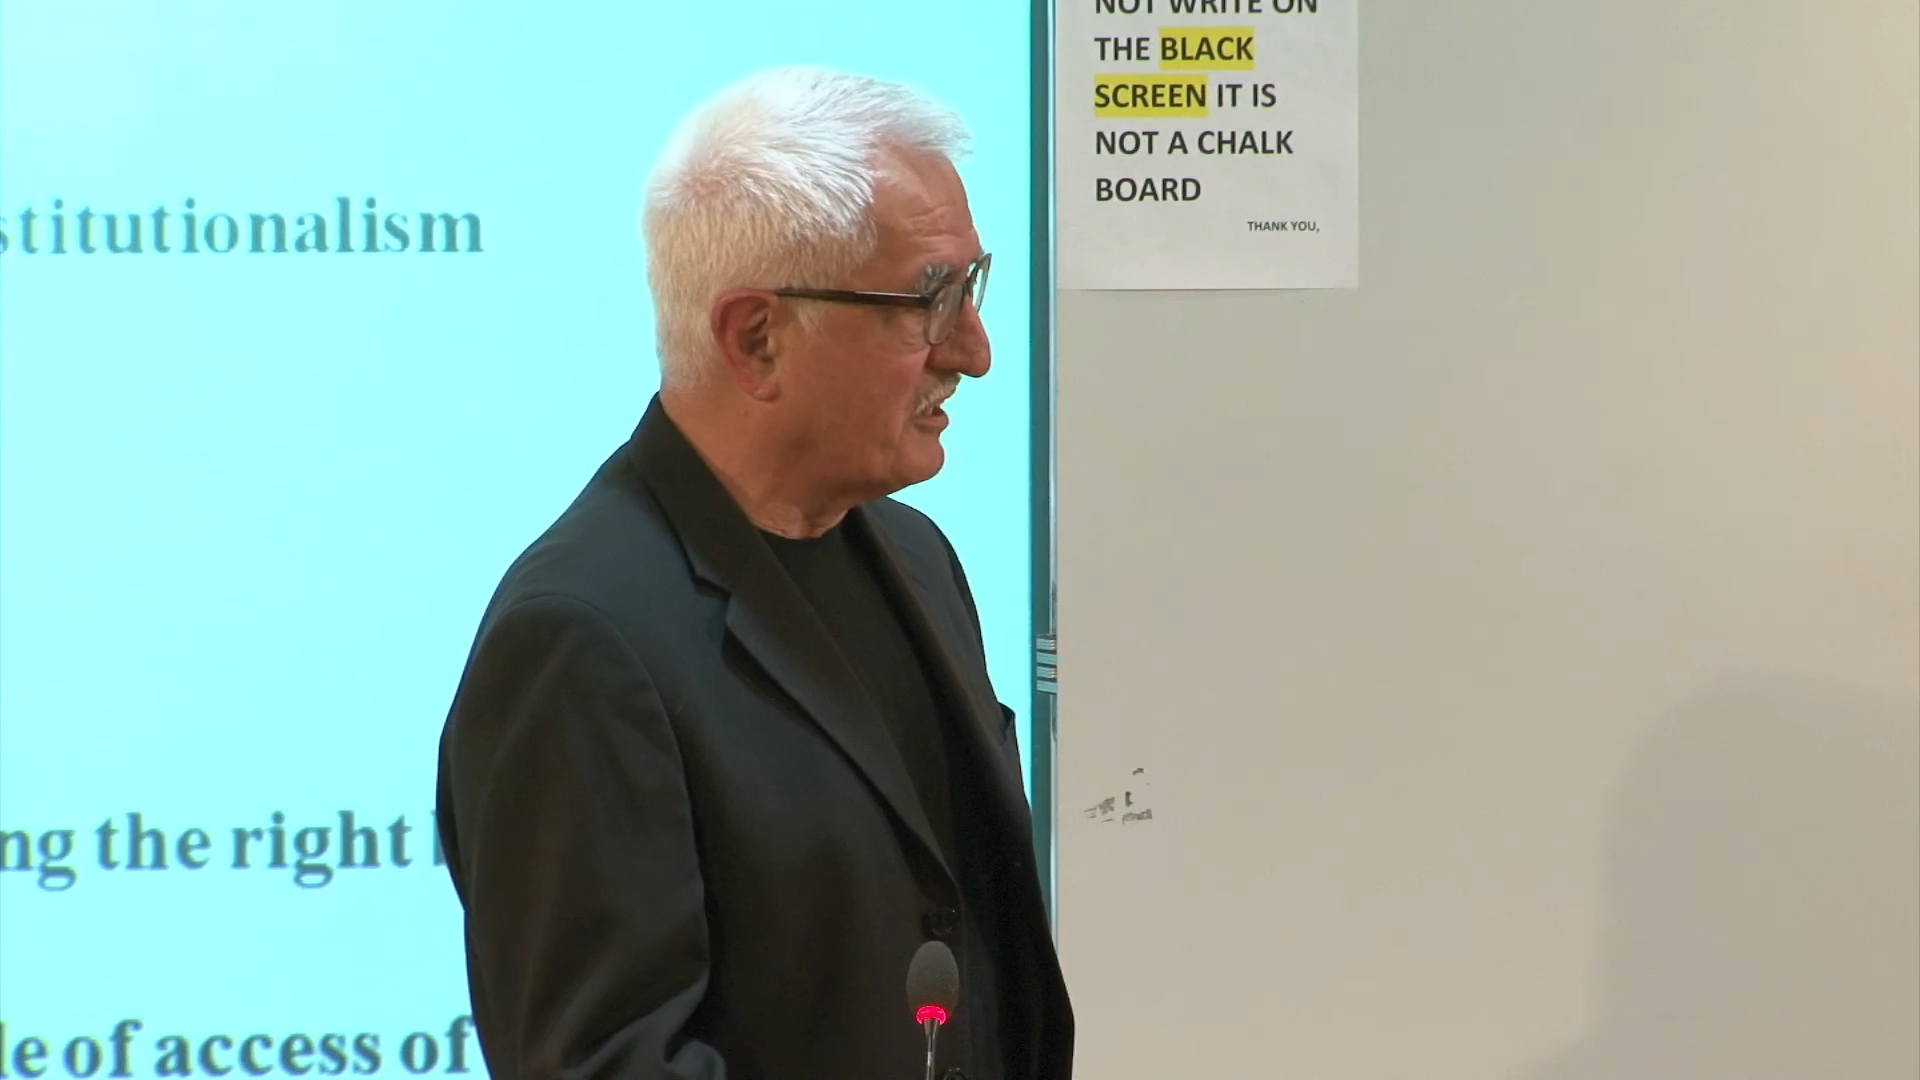 NOT WRITE ON
THE BLACK
SCREEN IT IS
NOT A CHALK
BOARD
THANK YOU,
stitutionalism
ng the right
le of access of